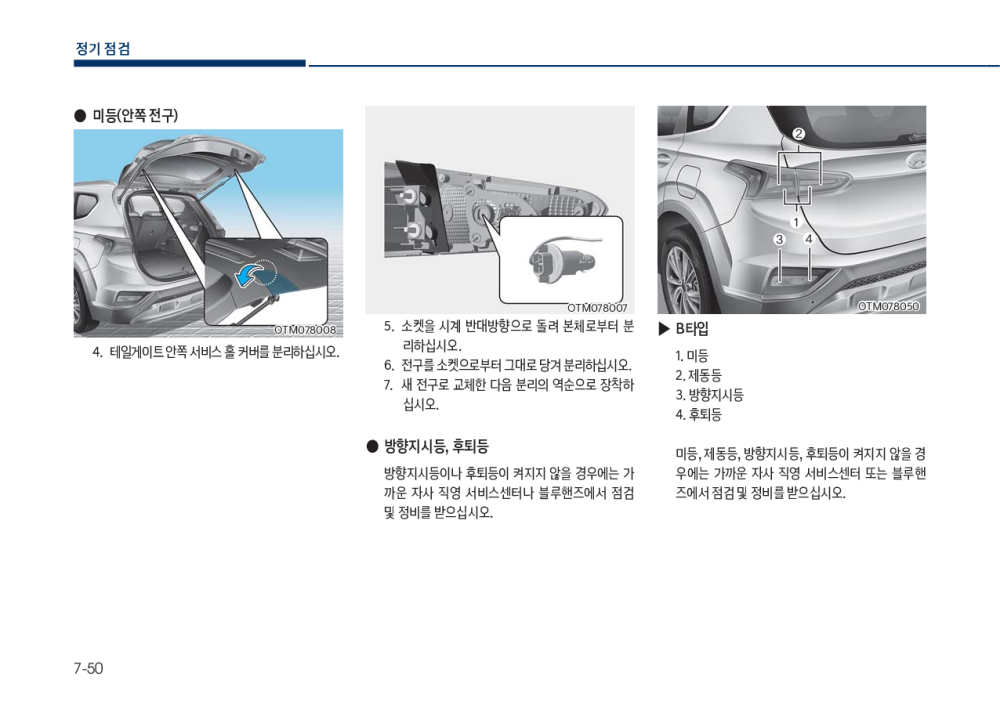 정기 점검
● 미등(안쪽 전구)
OTM078008
4. 테일게이트 안쪽 서비스 홀 커버를 분리하십시오.
OTM078007
5. 소켓을 시계 반대방향으로 돌려 본체로부터 분
리하십시오.
6. 전구를 소켓으로부터 그대로 당겨 분리하십시오.
7. 새 전구로 교체한 다음 분리의 역순으로 장착하
십시오.
● 방향지시등, 후퇴등
방향지시등이나 후퇴등이 켜지지 않을 경우에는 가
까운 자사 직영 서비스센터나 블루핸즈에서 점검
및 정비를 받으십시오.
2
1
3 4
OTM078050
▶ B타입
1. 미등
2. 제동등
3. 방향지시등
4. 후퇴등
미등, 제동등, 방향지시등, 후퇴등이 켜지지 않을 경
우에는 가까운 자사 직영 서비스센터 또는 블루핸
즈에서 점검 및 정비를 받으십시오.
7-50